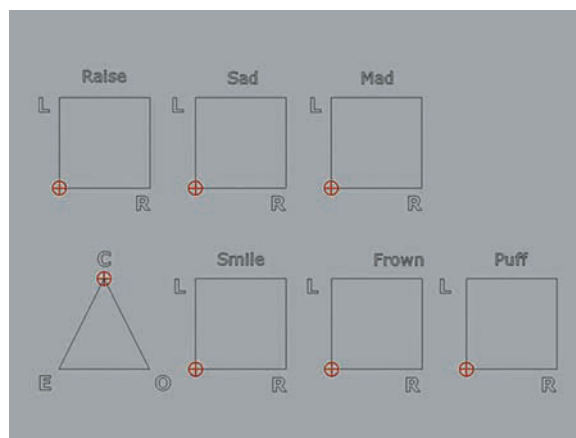 Raise Sad Mad
L L L
R R R
C Smile Frown Puff
L L L
E O R R R